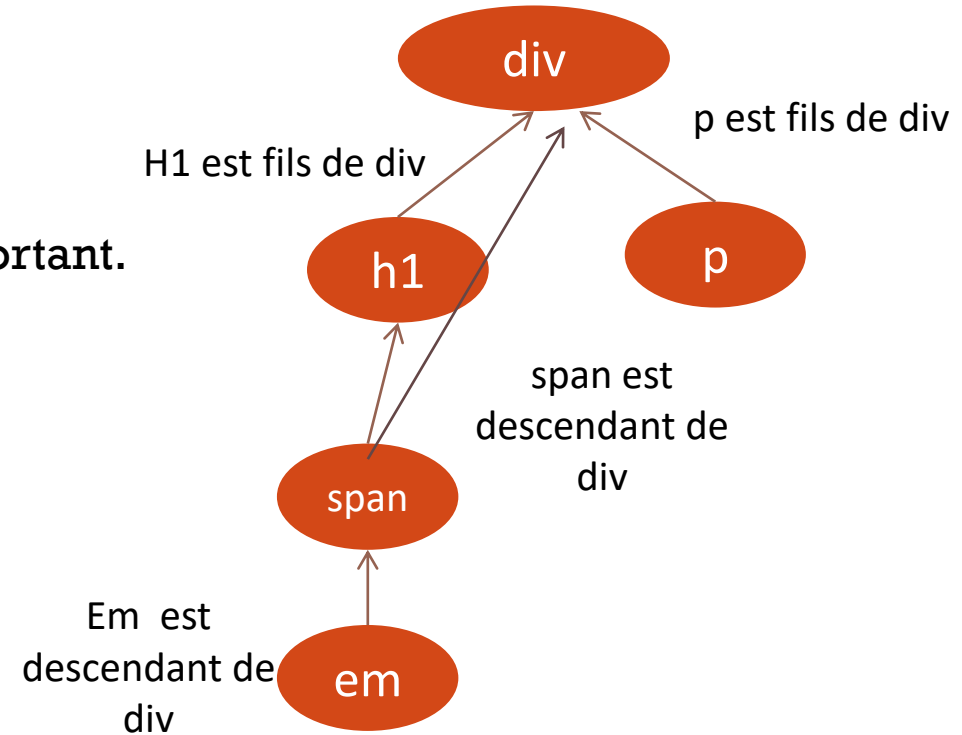 div
p est fils de div
H1 est fils de div
h1
p
span est
descendant de
div
span
Em est
descendant de
div
em